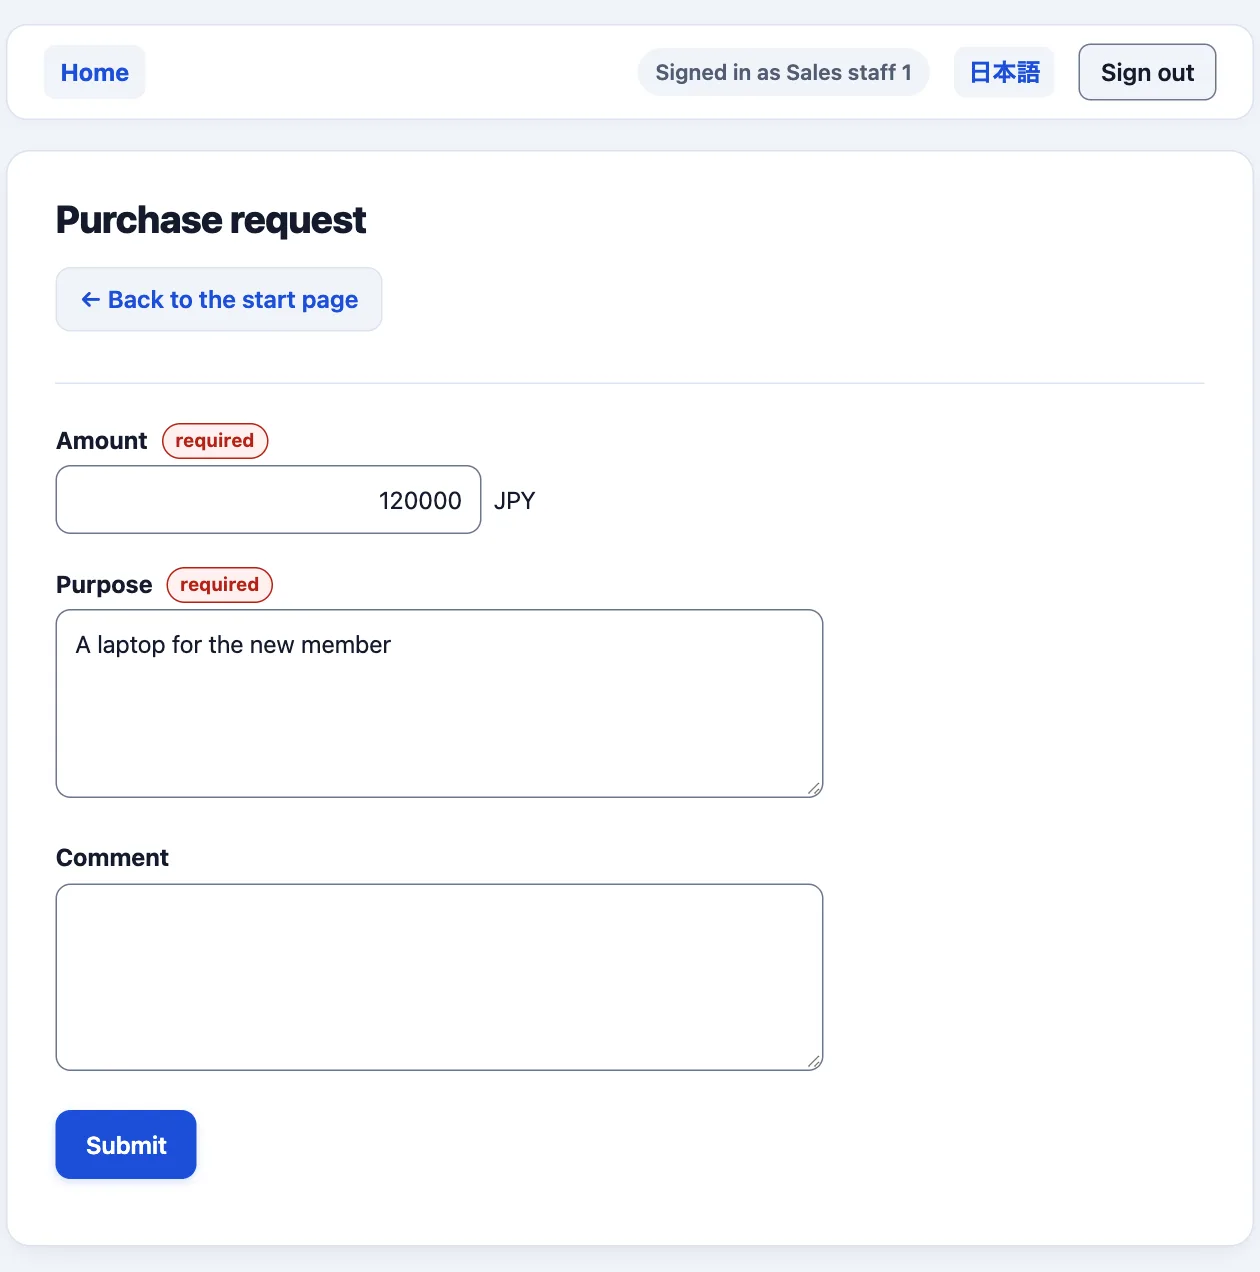 Home
Signed in as Sales staff 1
日本語
Sign out
Purchase request
← Back to the start page
Amount required
120000 JPY
Purpose required
A laptop for the new member
Comment
Submit